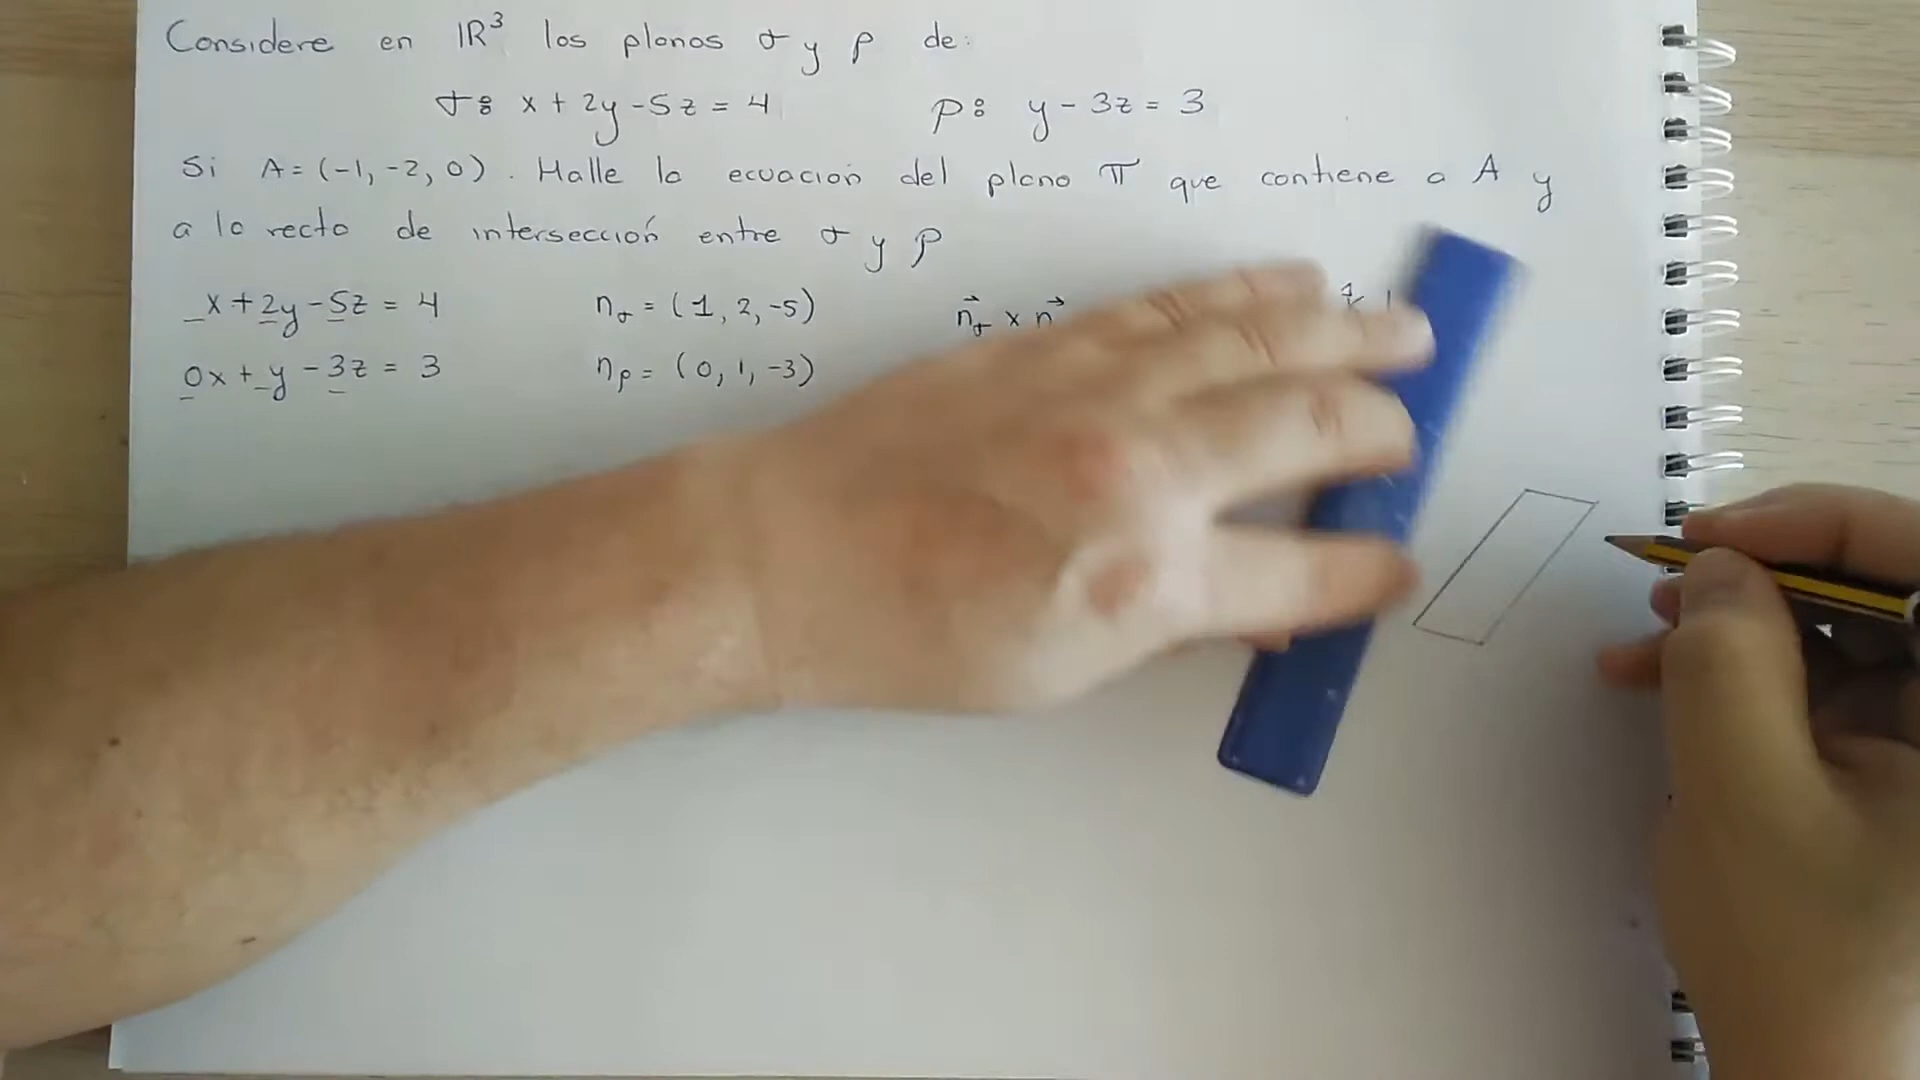 Considere en IR³ los planos σ y ρ de:
σ: x + 2y - 5z = 4 ρ: y - 3z = 3
Si A = (-1, -2, 0). Halle la ecuación del plano π que contiene a A y
a la recta de intersección entre σ y ρ
x + 2y - 5z = 4 nσ = (1, 2, -5) n⃗σ x n⃗
0x + y - 3z = 3 nρ = (0, 1, -3)